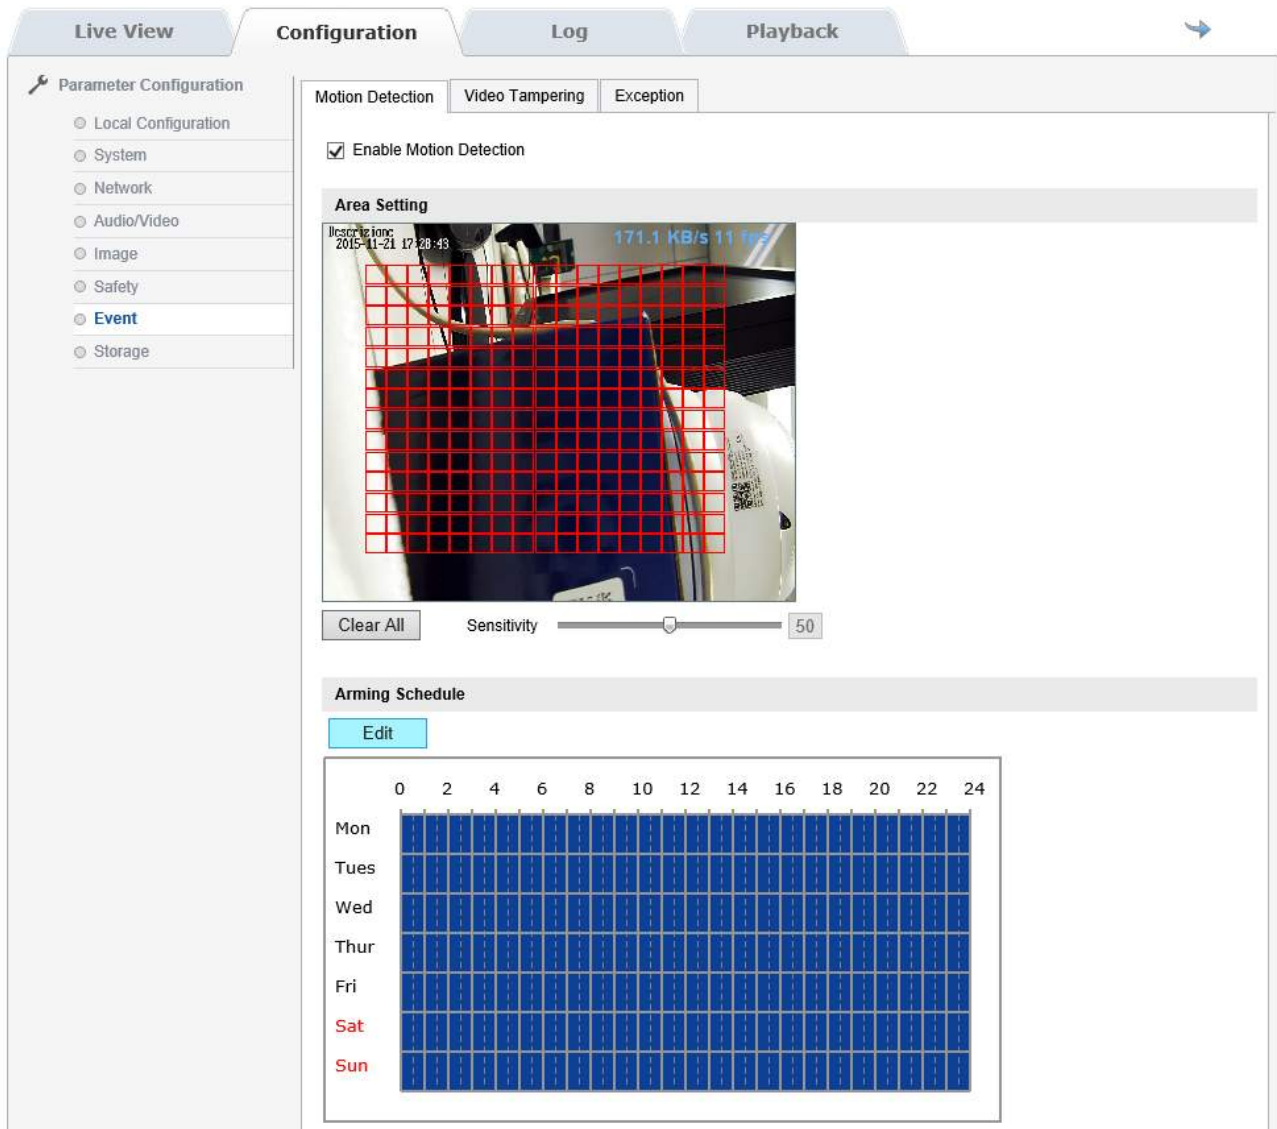 Live View Configuration Log Playback
Parameter Configuration
Local Configuration
System
Network
Audio/Video
Image
Safety
Event
Storage
Motion Detection Video Tampering Exception
Enable Motion Detection
Area Setting
Descrizione
2015-11-21 17:28:43
171.1 KB/s 11 fps
Clear All Sensitivity 50
Arming Schedule
Edit
0 2 4 6 8 10 12 14 16 18 20 22 24
Mon
Tues
Wed
Thur
Fri
Sat
Sun